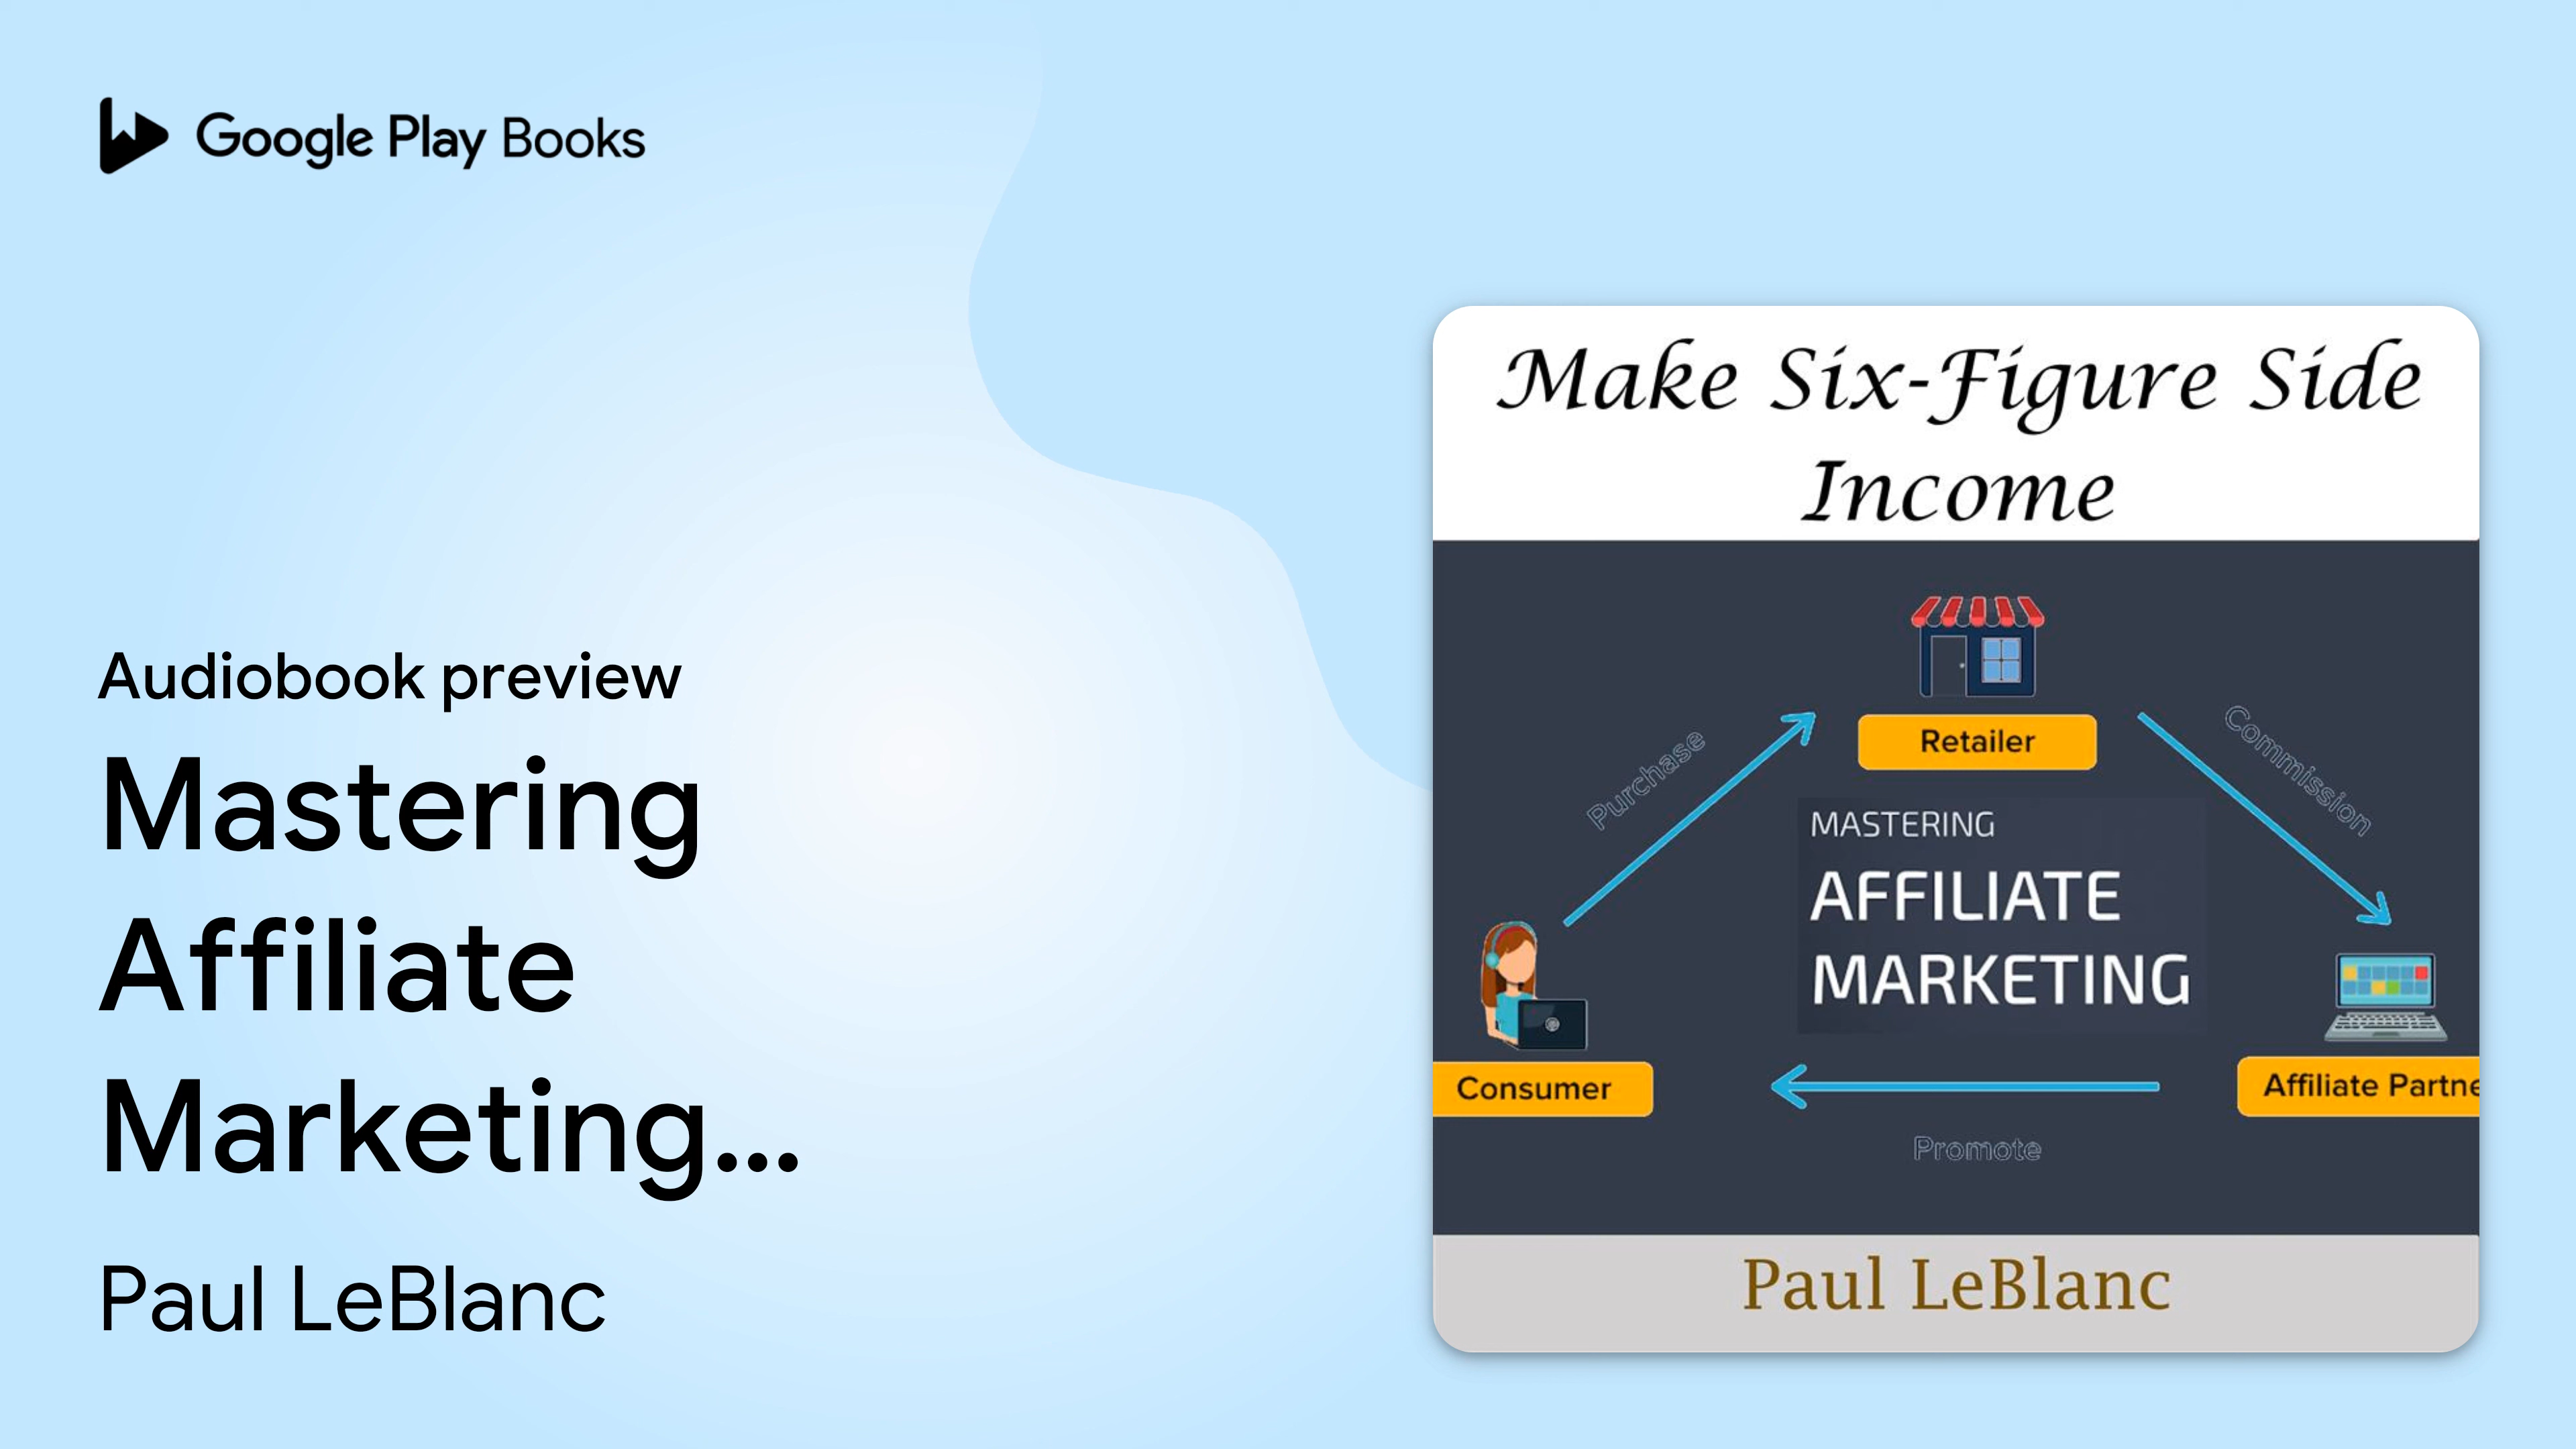 Google Play Books
Audiobook preview
Mastering
Affiliate
Marketing...
Paul LeBlanc
Make Six-Figure Side
Income
Retailer
Purchase
Commission
MASTERING
AFFILIATE
MARKETING
Consumer
Affiliate Partne
Promote
Paul LeBlanc